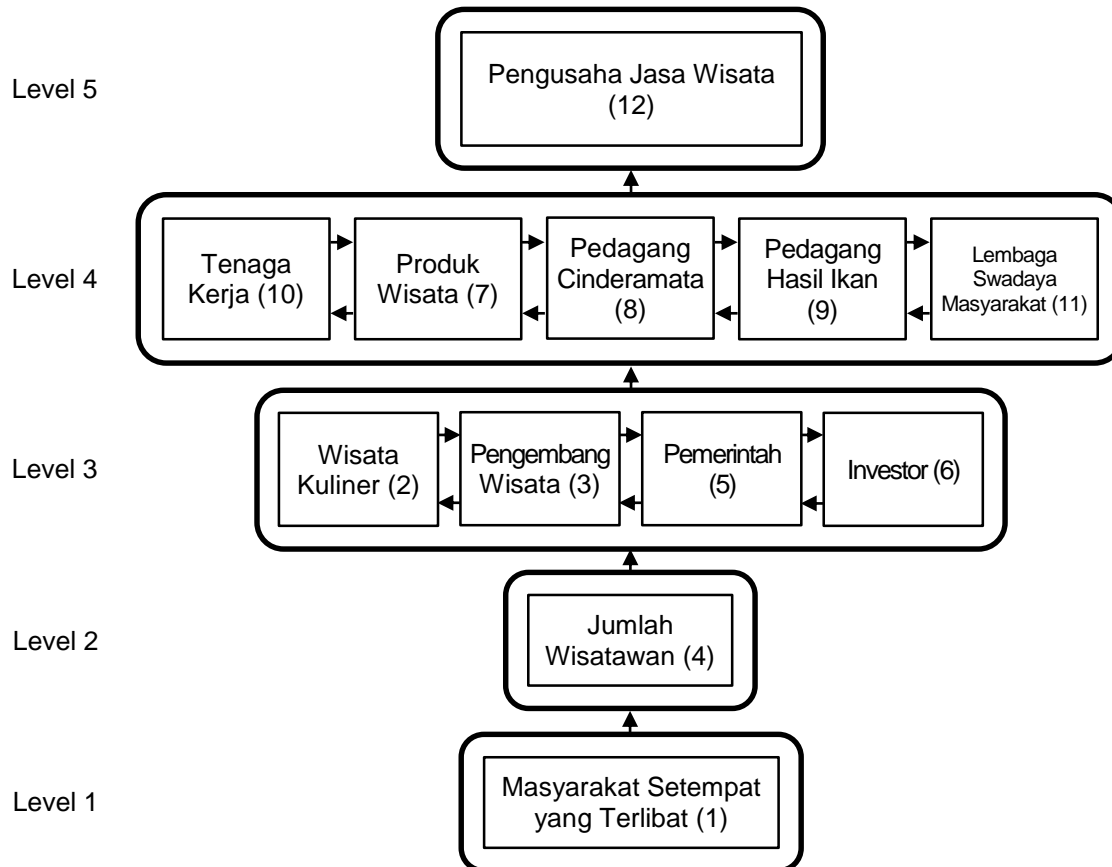 Level 5
Pengusaha Jasa Wisata
(12)
Level 4
Tenaga
Kerja (10)
Produk
Wisata (7)
Pedagang
Cinderamata
(8)
Pedagang
Hasil Ikan
(9)
Lembaga
Swadaya
Masyarakat (11)
Level 3
Wisata
Kuliner (2)
Pengembang
Wisata (3)
Pemerintah
(5)
Investor (6)
Level 2
Jumlah
Wisatawan (4)
Level 1
Masyarakat Setempat
yang Terlibat (1)